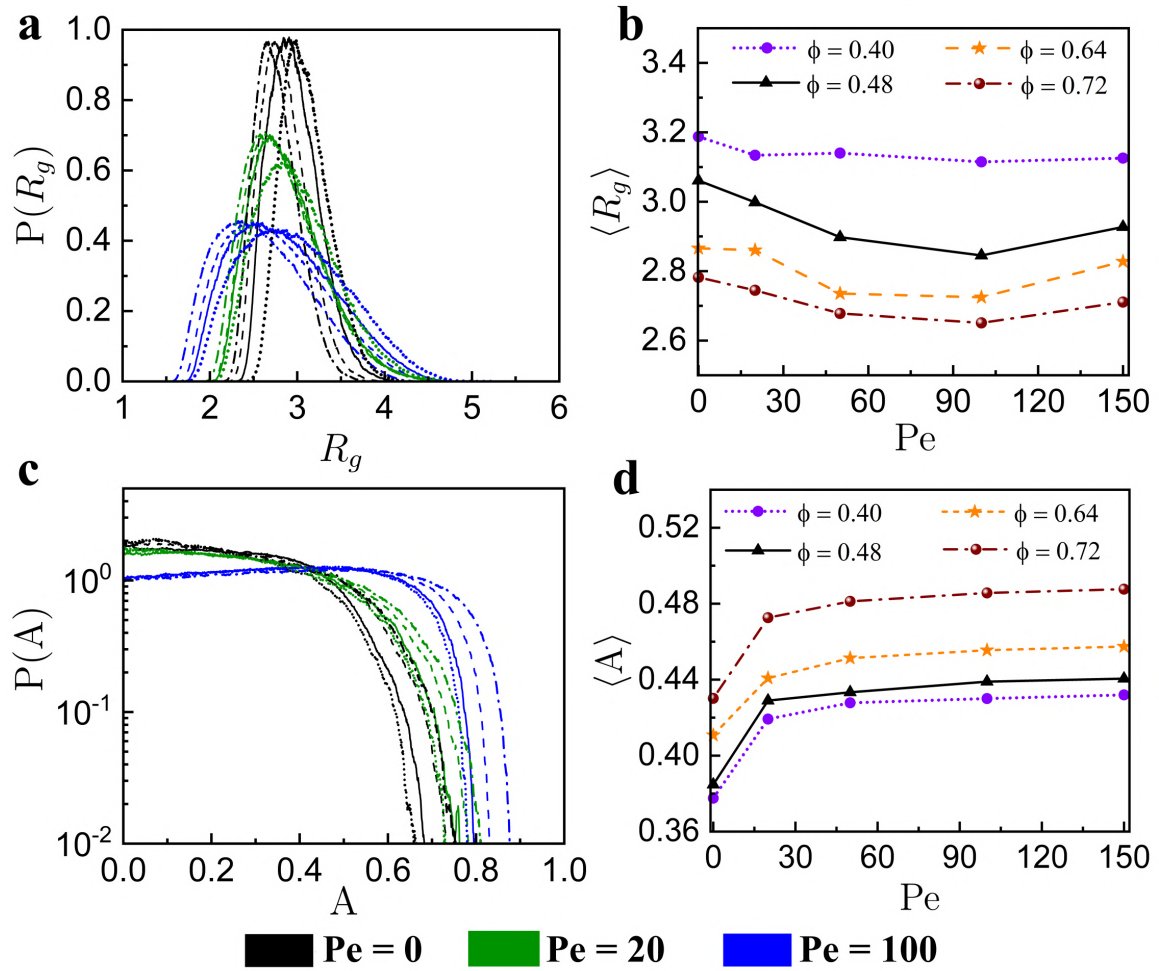 a
1.0
0.8
0.6
0.4
0.2
0.0
P(R_g)
1 2 3 4 5 6
R_g
b
ϕ = 0.40 ϕ = 0.64
ϕ = 0.48 ϕ = 0.72
3.4
3.2
3.0
2.8
2.6
⟨R_g⟩
0 30 60 90 120 150
Pe
c
10^0
10^-1
10^-2
P(A)
0.0 0.2 0.4 0.6 0.8 1.0
A
d
ϕ = 0.40 ϕ = 0.64
ϕ = 0.48 ϕ = 0.72
0.52
0.48
0.44
0.40
0.36
⟨A⟩
0 30 60 90 120 150
Pe
Pe = 0 Pe = 20 Pe = 100